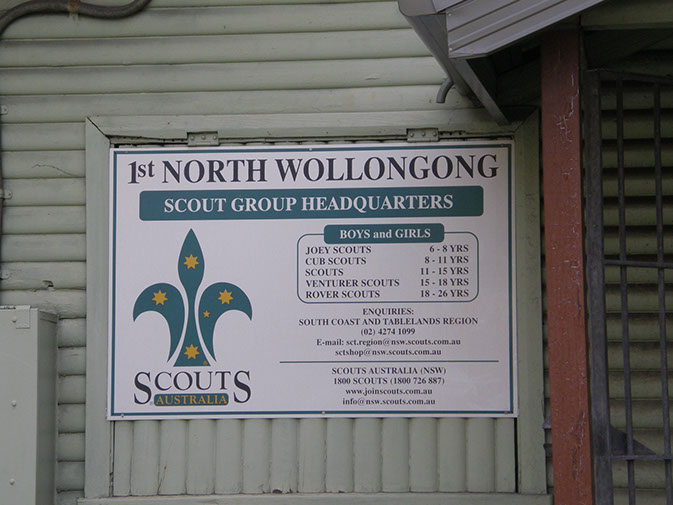 1st NORTH WOLLONGONG
SCOUT GROUP HEADQUARTERS
BOYS and GIRLS
JOEY SCOUTS 6 - 8 YRS
CUB SCOUTS 8 - 11 YRS
SCOUTS 11 - 15 YRS
VENTURER SCOUTS 15 - 18 YRS
ROVER SCOUTS 18 - 26 YRS
ENQUIRIES:
SOUTH COAST AND TABLELANDS REGION
(02) 4274 1099
E-mail: sct.region@nsw.scouts.com.au
sctshop@nsw.scouts.com.au
SCOUTS AUSTRALIA (NSW)
1800 SCOUTS (1800 726 887)
www.joinscouts.com.au
info@nsw.scouts.com.au
SCOUTS
AUSTRALIA